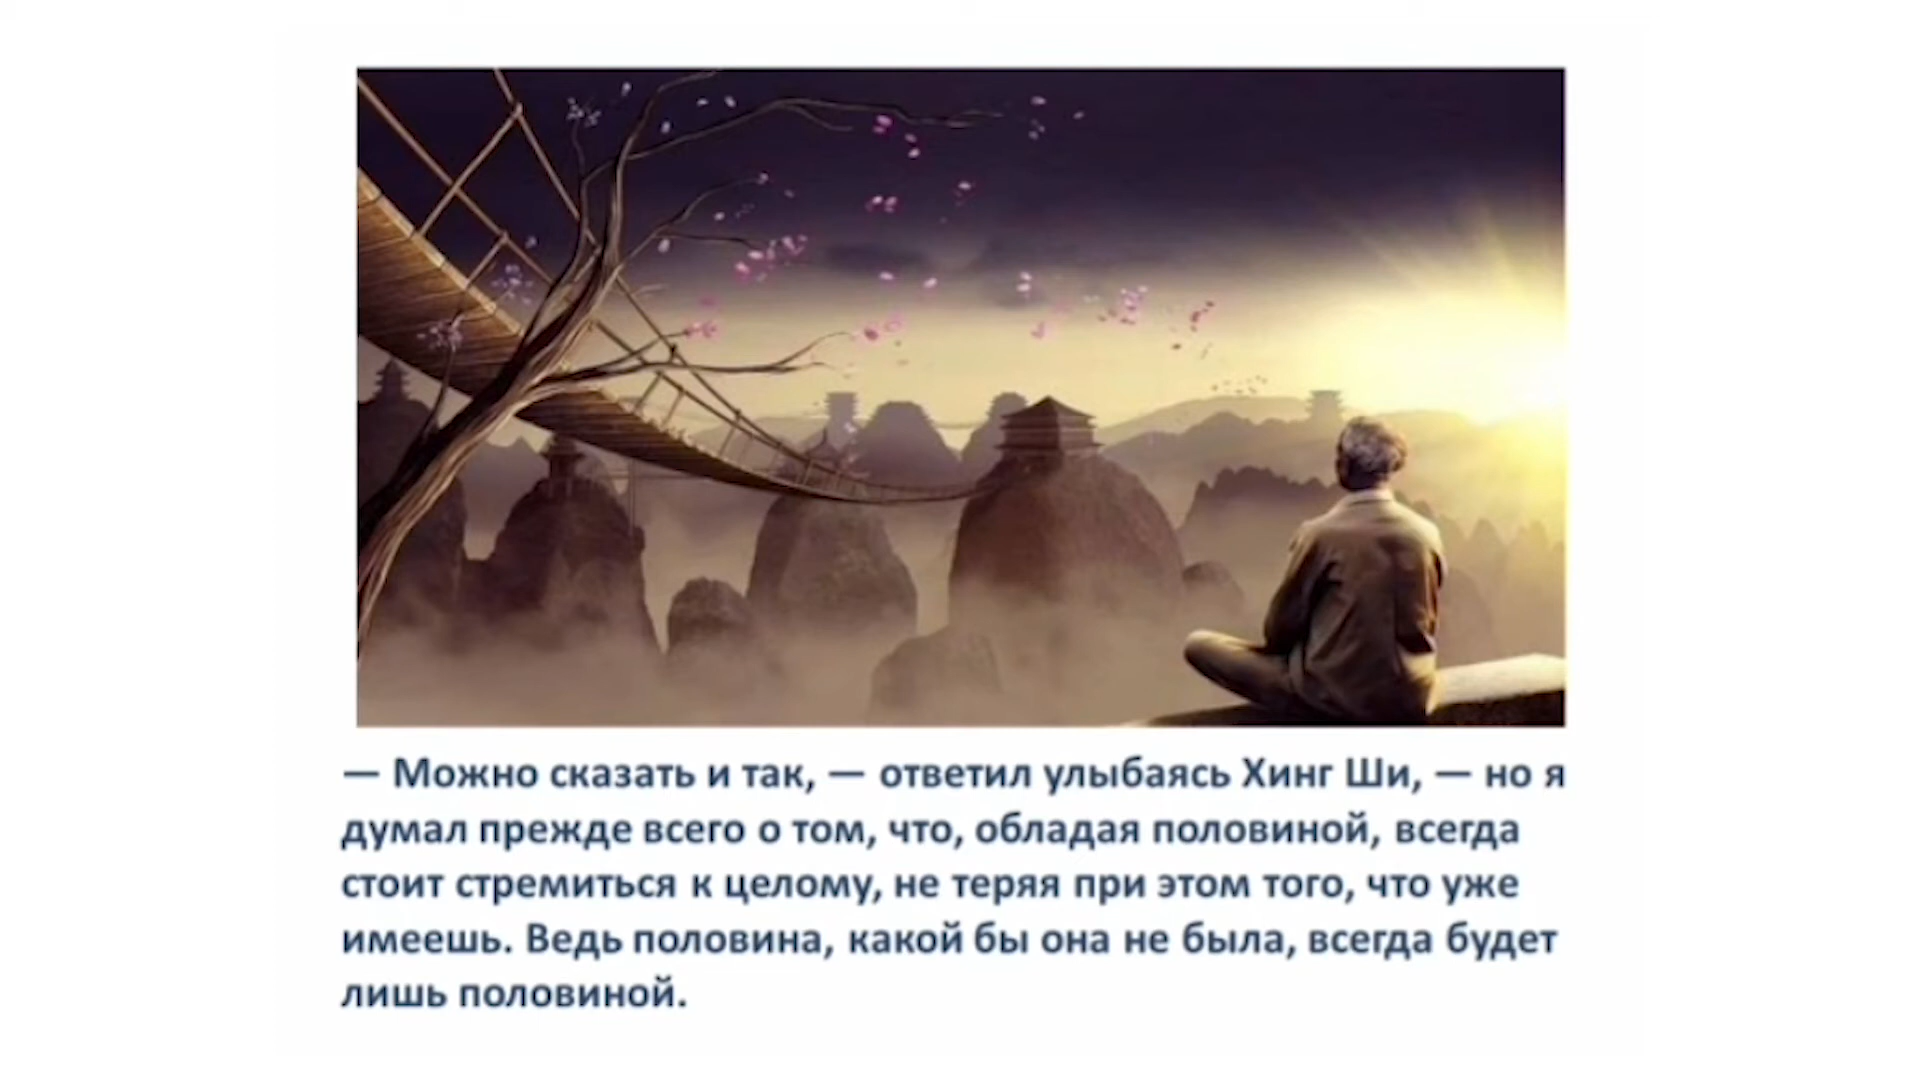 — Можно сказать и так, — ответил улыбаясь Хинг Ши, — но я
думал прежде всего о том, что, обладая половиной, всегда
стоит стремиться к целому, не теряя при этом того, что уже
имеешь. Ведь половина, какой бы она не была, всегда будет
лишь половиной.